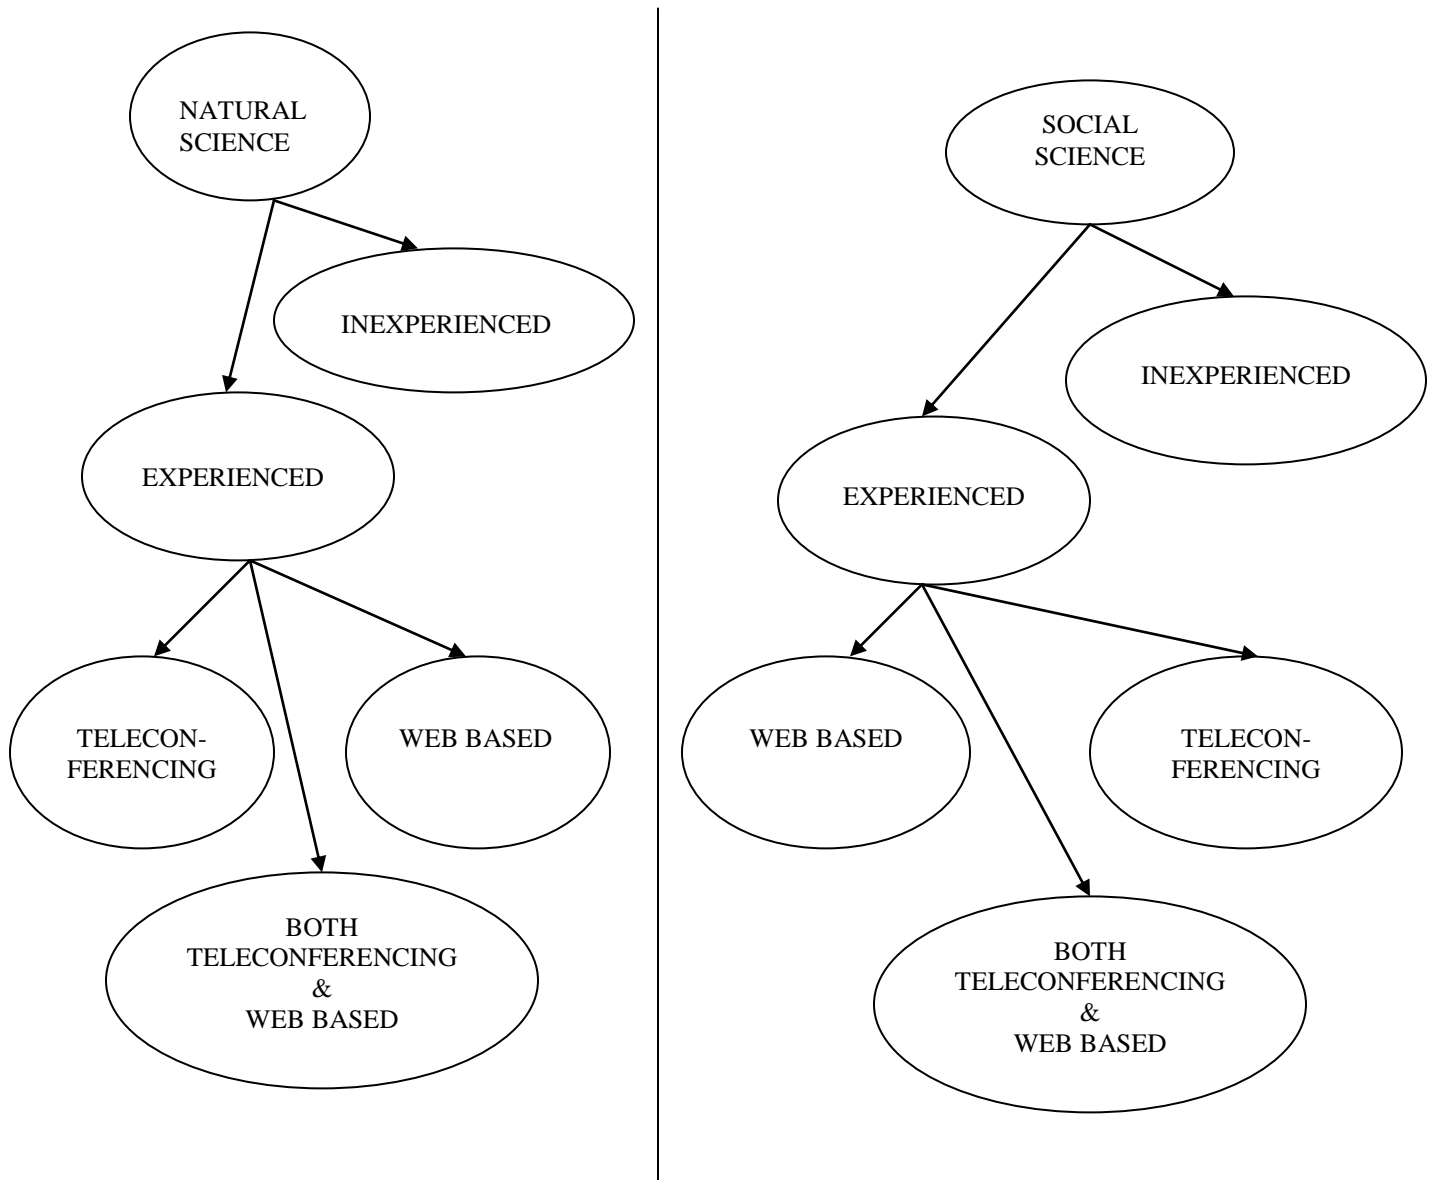 NATURAL
SCIENCE
INEXPERIENCED
EXPERIENCED
TELECON-
FERENCING
WEB BASED
BOTH
TELECONFERENCING
&
WEB BASED
SOCIAL
SCIENCE
INEXPERIENCED
EXPERIENCED
WEB BASED
TELECON-
FERENCING
BOTH
TELECONFERENCING
&
WEB BASED